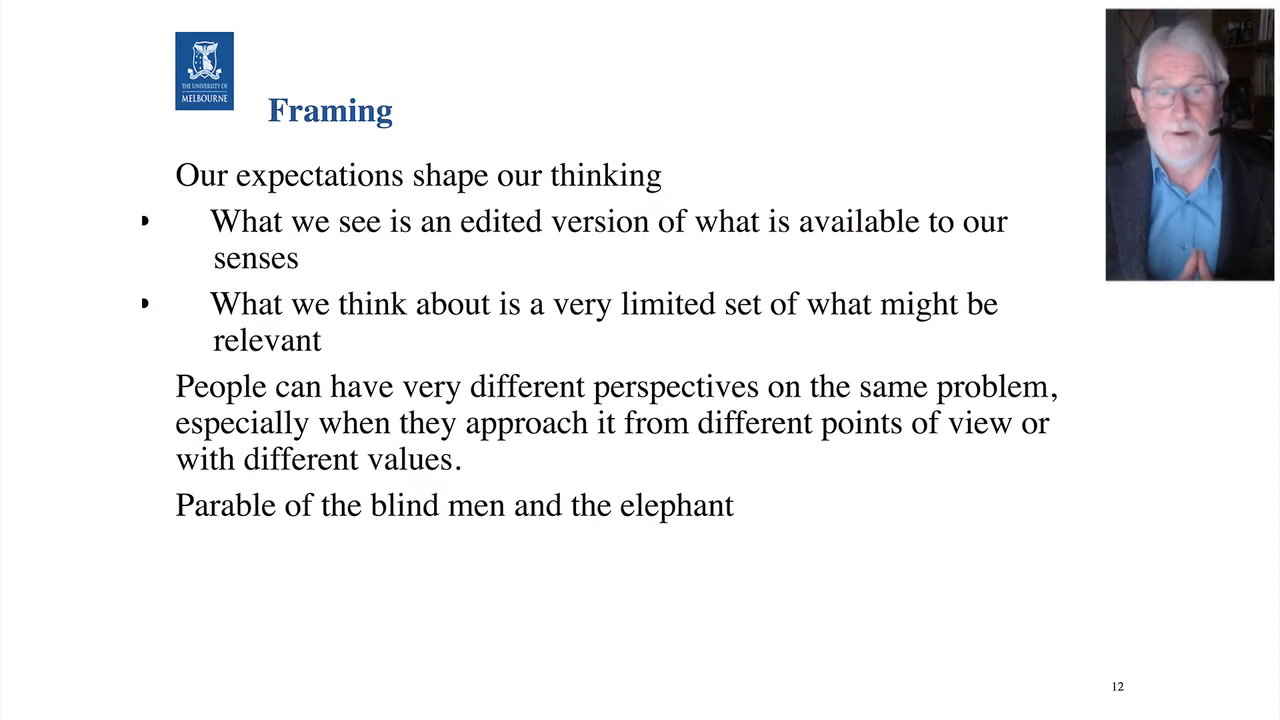 THE UNIVERSITY OF
MELBOURNE
Framing
Our expectations shape our thinking
What we see is an edited version of what is available to our
senses
What we think about is a very limited set of what might be
relevant
People can have very different perspectives on the same problem,
especially when they approach it from different points of view or
with different values.
Parable of the blind men and the elephant
12